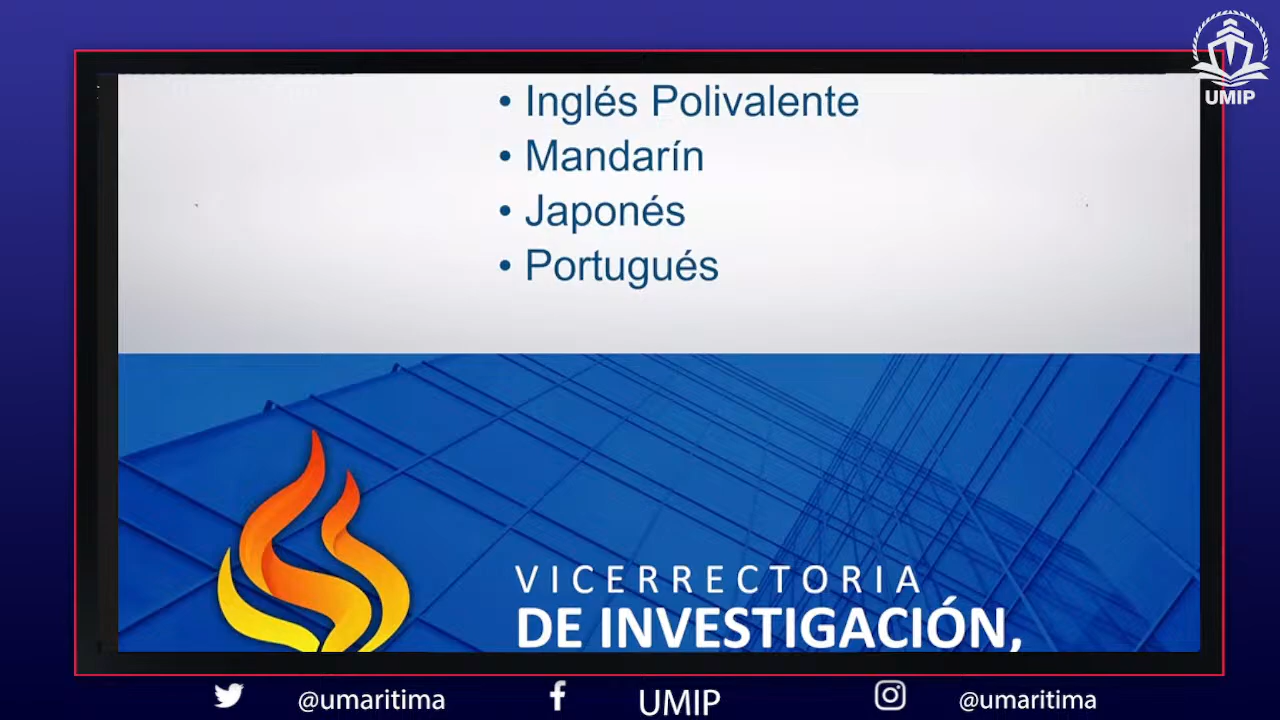 UMIP
• Inglés Polivalente
• Mandarín
• Japonés
• Portugués
VICERRECTORIA
DE INVESTIGACIÓN,
@umaritima
UMIP
@umaritima